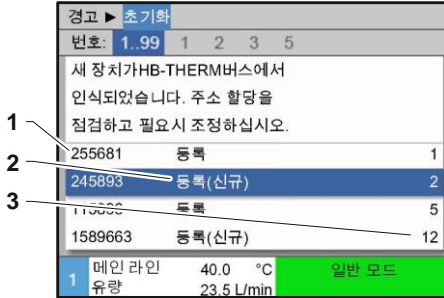 경고 ▶ 초기화
번호: 1..99 1 2 3 5
새 장치가HB-THERM버스에서
인식되었습니다. 주소 할당을
점검하고 필요시 조정하십시오.
1
255681 등록 1
2
245893 등록(신규) 2
3
등록 5
1589663 등록(신규) 12
1 메인 라인 40.0 °C 일반 모드
유량 23.5 L/min